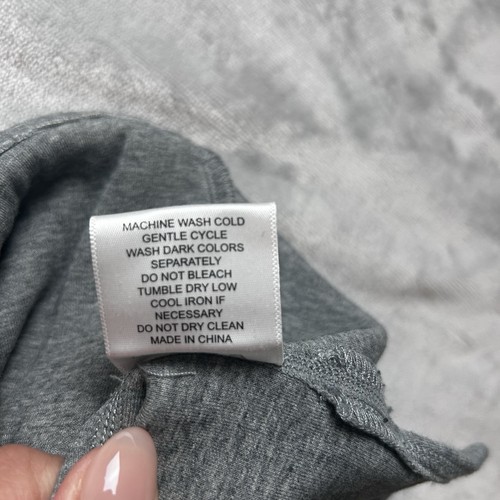 MACHINE WASH COLD
GENTLE CYCLE
WASH DARK COLORS
SEPARATELY
DO NOT BLEACH
TUMBLE DRY LOW
COOL IRON IF
NECESSARY
DO NOT DRY CLEAN
MADE IN CHINA